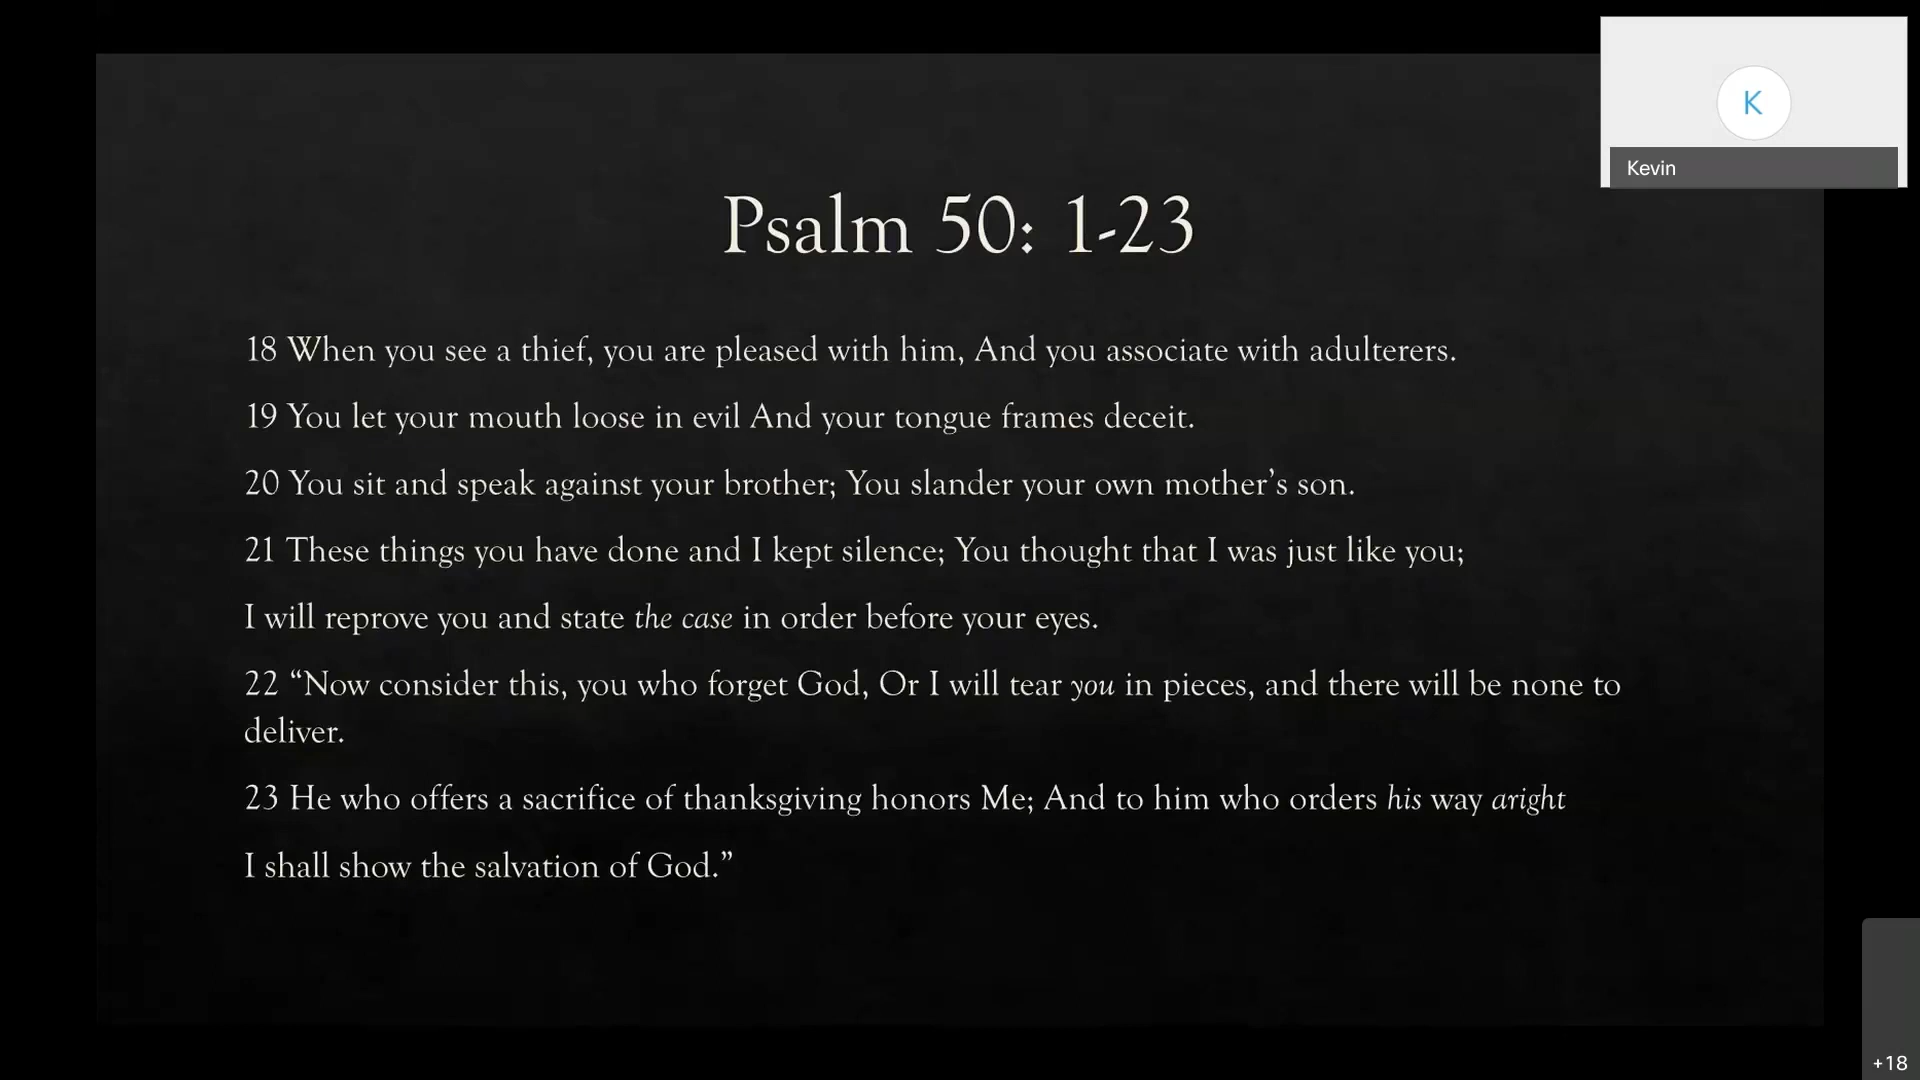 K
Kevin
Psalm 50: 1-23
18 When you see a thief, you are pleased with him, And you associate with adulterers.
19 You let your mouth loose in evil And your tongue frames deceit.
20 You sit and speak against your brother; You slander your own mother’s son.
21 These things you have done and I kept silence; You thought that I was just like you;
I will reprove you and state the case in order before your eyes.
22 “Now consider this, you who forget God, Or I will tear you in pieces, and there will be none to
deliver.
23 He who offers a sacrifice of thanksgiving honors Me; And to him who orders his way aright
I shall show the salvation of God.”
+18